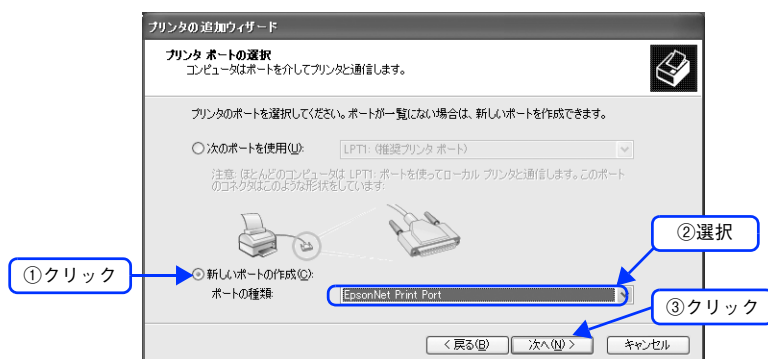 プリンタの追加ウィザード
プリンタ ポートの選択
コンピュータはポートを介してプリンタと通信します。
プリンタのポートを選択してください。ポートが一覧にない場合は、新しいポートを作成できます。
次のポートを使用(U):
LPT1: (推奨プリンタ ポート)
注意: ほとんどのコンピュータは LPT1: ポートを使ってローカル プリンタと通信します。このポート
のコネクタはこのような形状をしています:
②選択
①クリック
新しいポートの作成(C):
ポートの種類:
EpsonNet Print Port
③クリック
< 戻る(B)
次へ(N) >
キャンセル